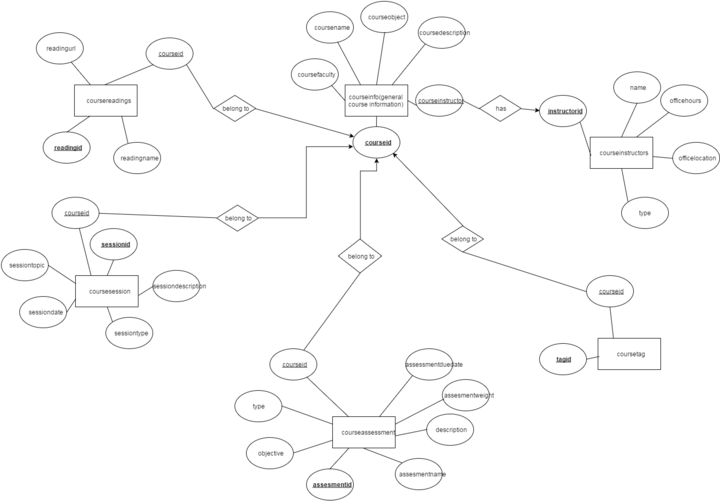 courseobject
coursename
coursedescription
readingurl
courseid
coursefaculty
courseinfo(general
course information)
courseinstructor
has
instructorid
name
officehours
coursereadings
belong to
courseid
readingid
readingname
courseinstructors
officelocation
type
courseid
belong to
belong to
sessionid
sessiontopic
belong to
coursesession
sessiondescription
courseid
sessiondate
sessiontype
coursetag
tagid
courseid
assessmentduedate
assesmentweight
type
courseassessment
description
objective
assesmentname
assesmentid